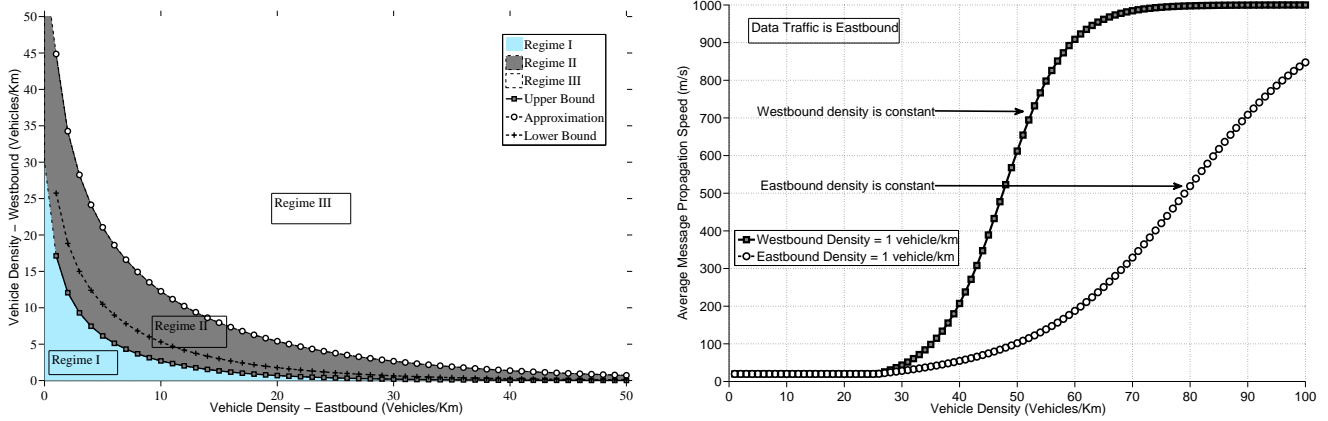 50
45
40
35
30
25
20
15
10
5
0
Vehicle Density – Westbound (Vehicles/Km)
Regime I
Regime II
Regime III
Upper Bound
Approximation
Lower Bound
Regime III
Regime II
Regime I
0 10 20 30 40 50
Vehicle Density – Eastbound (Vehicles/Km)
1000
900
800
700
600
500
400
300
200
100
0
Average Message Propagation Speed (m/s)
Data Traffic is Eastbound
Westbound density is constant
Eastbound density is constant
Westbound Density = 1 vehicle/km
Eastbound Density = 1 vehicle/km
0 10 20 30 40 50 60 70 80 90 100
Vehicle Density (Vehicles/Km)